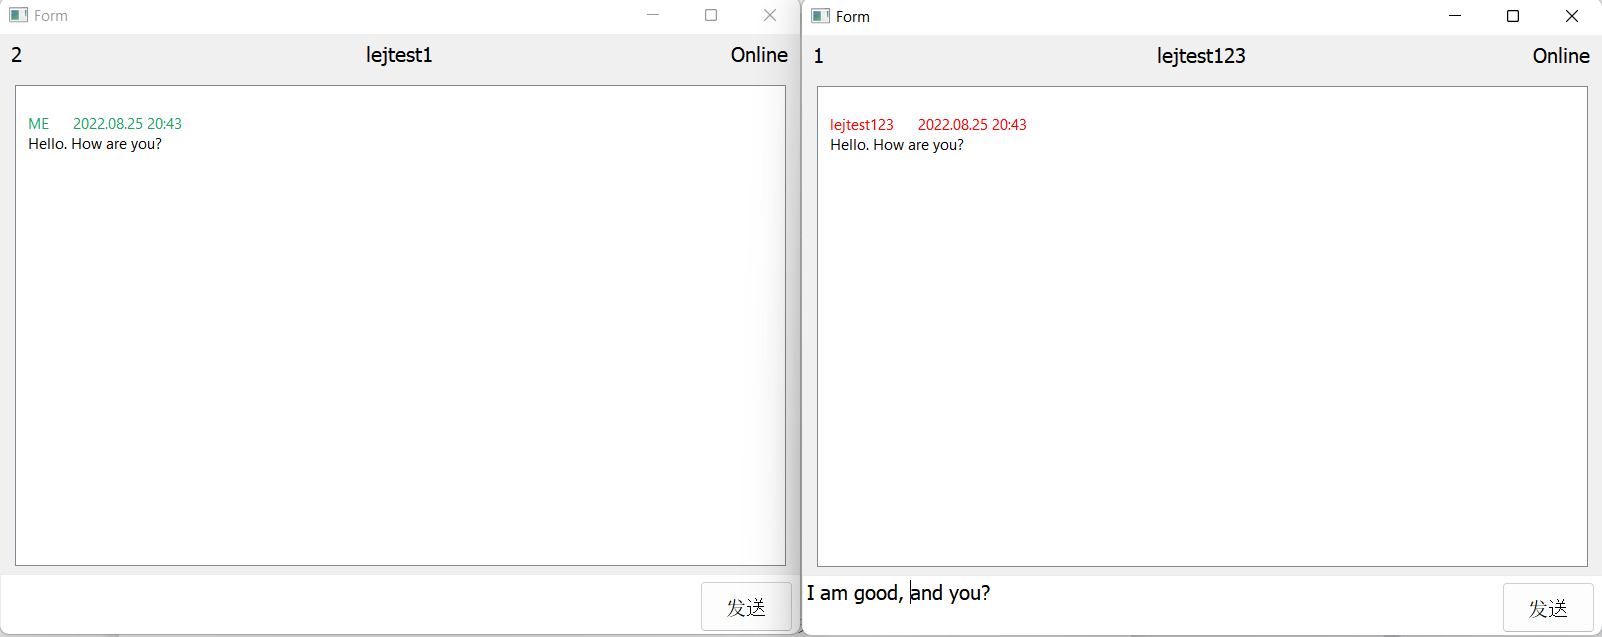 Form
2 lejtest1 Online
ME 2022.08.25 20:43
Hello. How are you?
发送
Form
1 lejtest123 Online
lejtest123 2022.08.25 20:43
Hello. How are you?
I am good, and you?
发送